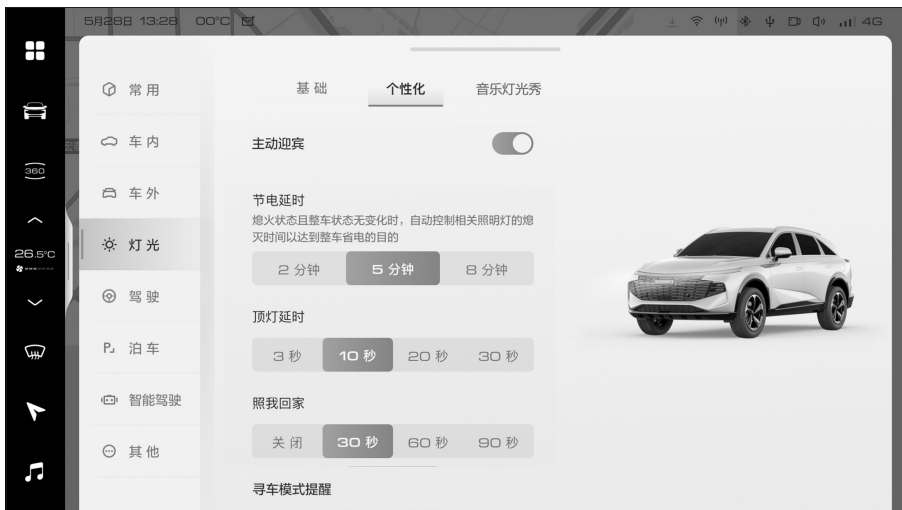 5月28日 13:28 00°C
4G
常用
车内
车外
灯光
驾驶
泊车
智能驾驶
其他
360
26.5°C
基础 个性化 音乐灯光秀
主动迎宾
节电延时
熄火状态且整车状态无变化时，自动控制相关照明灯的熄
灭时间以达到整车省电的目的
2 分钟 5 分钟 8 分钟
顶灯延时
3 秒 10 秒 20 秒 30 秒
照我回家
关闭 30 秒 60 秒 90 秒
寻车模式提醒